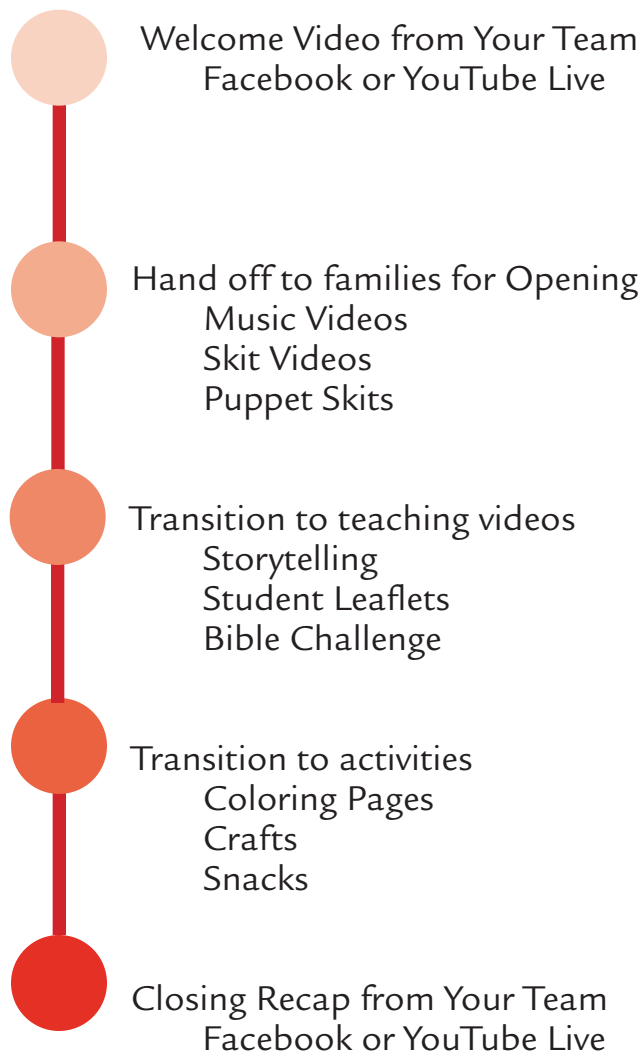 Welcome Video from Your Team
Facebook or YouTube Live
Hand off to families for Opening
Music Videos
Skit Videos
Puppet Skits
Transition to teaching videos
Storytelling
Student Leaflets
Bible Challenge
Transition to activities
Coloring Pages
Crafts
Snacks
Closing Recap from Your Team
Facebook or YouTube Live